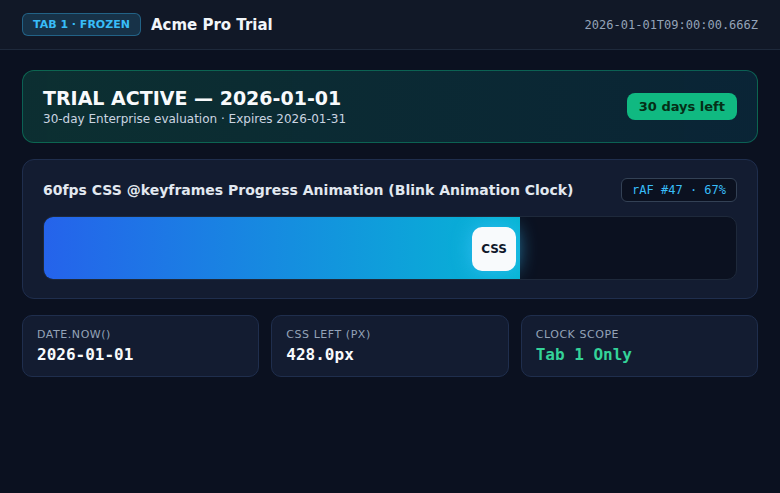 TAB 1 · FROZEN Acme Pro Trial 2026-01-01T09:00:00.666Z
TRIAL ACTIVE — 2026-01-01
30-day Enterprise evaluation · Expires 2026-01-31
30 days left
60fps CSS @keyframes Progress Animation (Blink Animation Clock) rAF #47 · 67%
CSS
DATE.NOW()
2026-01-01
CSS LEFT (PX)
428.0px
CLOCK SCOPE
Tab 1 Only